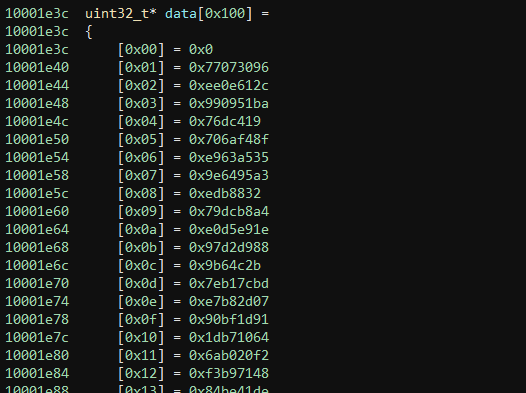 10001e3c uint32_t* data[0x100] =
10001e3c {
10001e3c [0x00] = 0x0
10001e40 [0x01] = 0x77073096
10001e44 [0x02] = 0xee0e612c
10001e48 [0x03] = 0x990951ba
10001e4c [0x04] = 0x76dc419
10001e50 [0x05] = 0x706af48f
10001e54 [0x06] = 0xe963a535
10001e58 [0x07] = 0x9e6495a3
10001e5c [0x08] = 0xedb8832
10001e60 [0x09] = 0x79dcb8a4
10001e64 [0x0a] = 0xe0d5e91e
10001e68 [0x0b] = 0x97d2d988
10001e6c [0x0c] = 0x9b64c2b
10001e70 [0x0d] = 0x7eb17cbd
10001e74 [0x0e] = 0xe7b82d07
10001e78 [0x0f] = 0x90bf1d91
10001e7c [0x10] = 0x1db71064
10001e80 [0x11] = 0x6ab020f2
10001e84 [0x12] = 0xf3b97148
10001e88 [0x13] = 0x84be41de